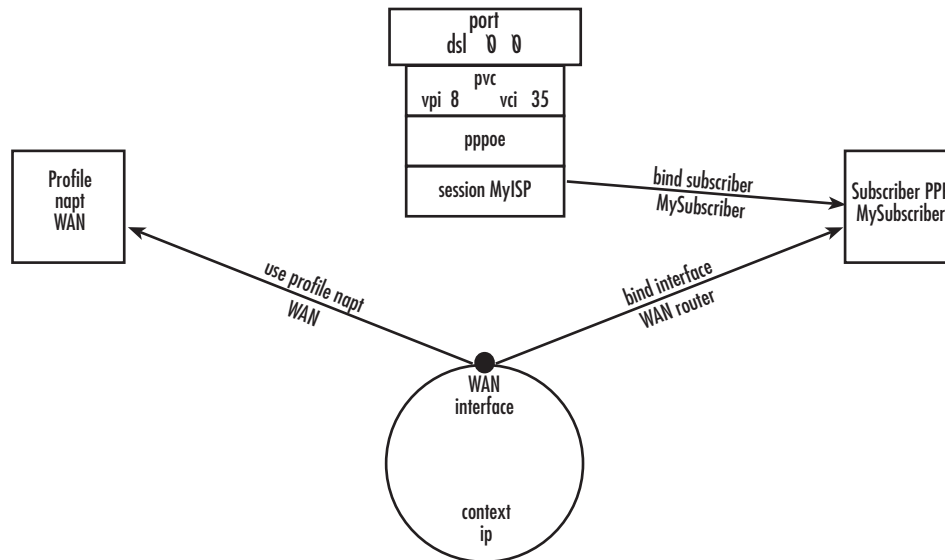 port
dsl 0 0
pvc
vpi 8 vci 35
pppoe
session MyISP
bind subscriber
MySubscriber
Profile
napt
WAN
Subscriber PPP
MySubscriber
use profile napt
WAN
bind interface
WAN router
WAN
interface
context
ip